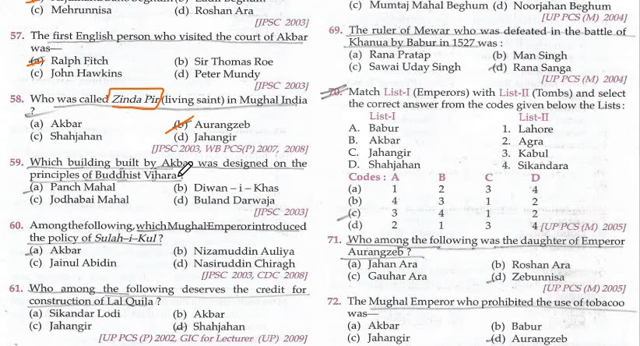 (c) Mehrunnisa (d) Roshan Ara
[JPSC 2003]
57. The first English person who visited the court of Akbar
was—
(a) Ralph Fitch (b) Sir Thomas Roe
(c) John Hawkins (d) Peter Mundy
[JPSC 2003]
58. Who was called Zinda Pir (living saint) in Mughal India
?
(a) Akbar (b) Aurangzeb
(c) Shahjahan (d) Jahangir
[JPSC 2003, WB PCS(P) 2007, 2008]
59. Which building built by Akbar was designed on the
principles of Buddhist Vihara
(a) Panch Mahal (b) Diwan – i – Khas
(c) Jodhabai Mahal (d) Buland Darwaja
[JPSC 2003]
60. Among the following, which Mughal Emperor introduced
the policy of Sulah–i–Kul ?
(a) Akbar (b) Nizamuddin Auliya
(c) Jainul Abidin (d) Nasiruddin Chiragh
[JPSC 2003, CDC 2008]
61. Who among the following deserves the credit for
construction of Lal Quila ?
(a) Sikandar Lodi (b) Akbar
(c) Jahangir (d) Shahjahan
[UP PCS (P) 2002, GIC for Lecturer (UP) 2009]
(c) Mumtaj Mahal Beghum (d) Noorjahan Beghum
[UP PCS (M) 2004]
69. The ruler of Mewar who was defeated in the battle of
Khanua by Babur in 1527 was :
(a) Rana Pratap (b) Man Singh
(c) Sawai Uday Singh (d) Rana Sanga
[UP PCS (M) 2004]
70. Match List-I (Emperors) with List-II (Tombs) and select
the correct answer from the codes given below the Lists :
List-I List-II
A. Babur 1. Lahore
B. Akbar 2. Agra
C. Jahangir 3. Kabul
D. Shahjahan 4. Sikandara
Codes : A B C D
(a) 1 2 3 4
(b) 4 3 1 2
(c) 3 4 1 2
(d) 2 1 3 4 [UP PCS (M) 2005]
71. Who among the following was the daughter of Emperor
Aurangzeb ?
(a) Jahan Ara (b) Roshan Ara
(c) Gauhar Ara (d) Zebunnisa
[UP PCS (M) 2005]
72. The Mughal Emperor who prohibited the use of tobacoo
was—
(a) Akbar (b) Babur
(c) Jahangir (d) Aurangzeb